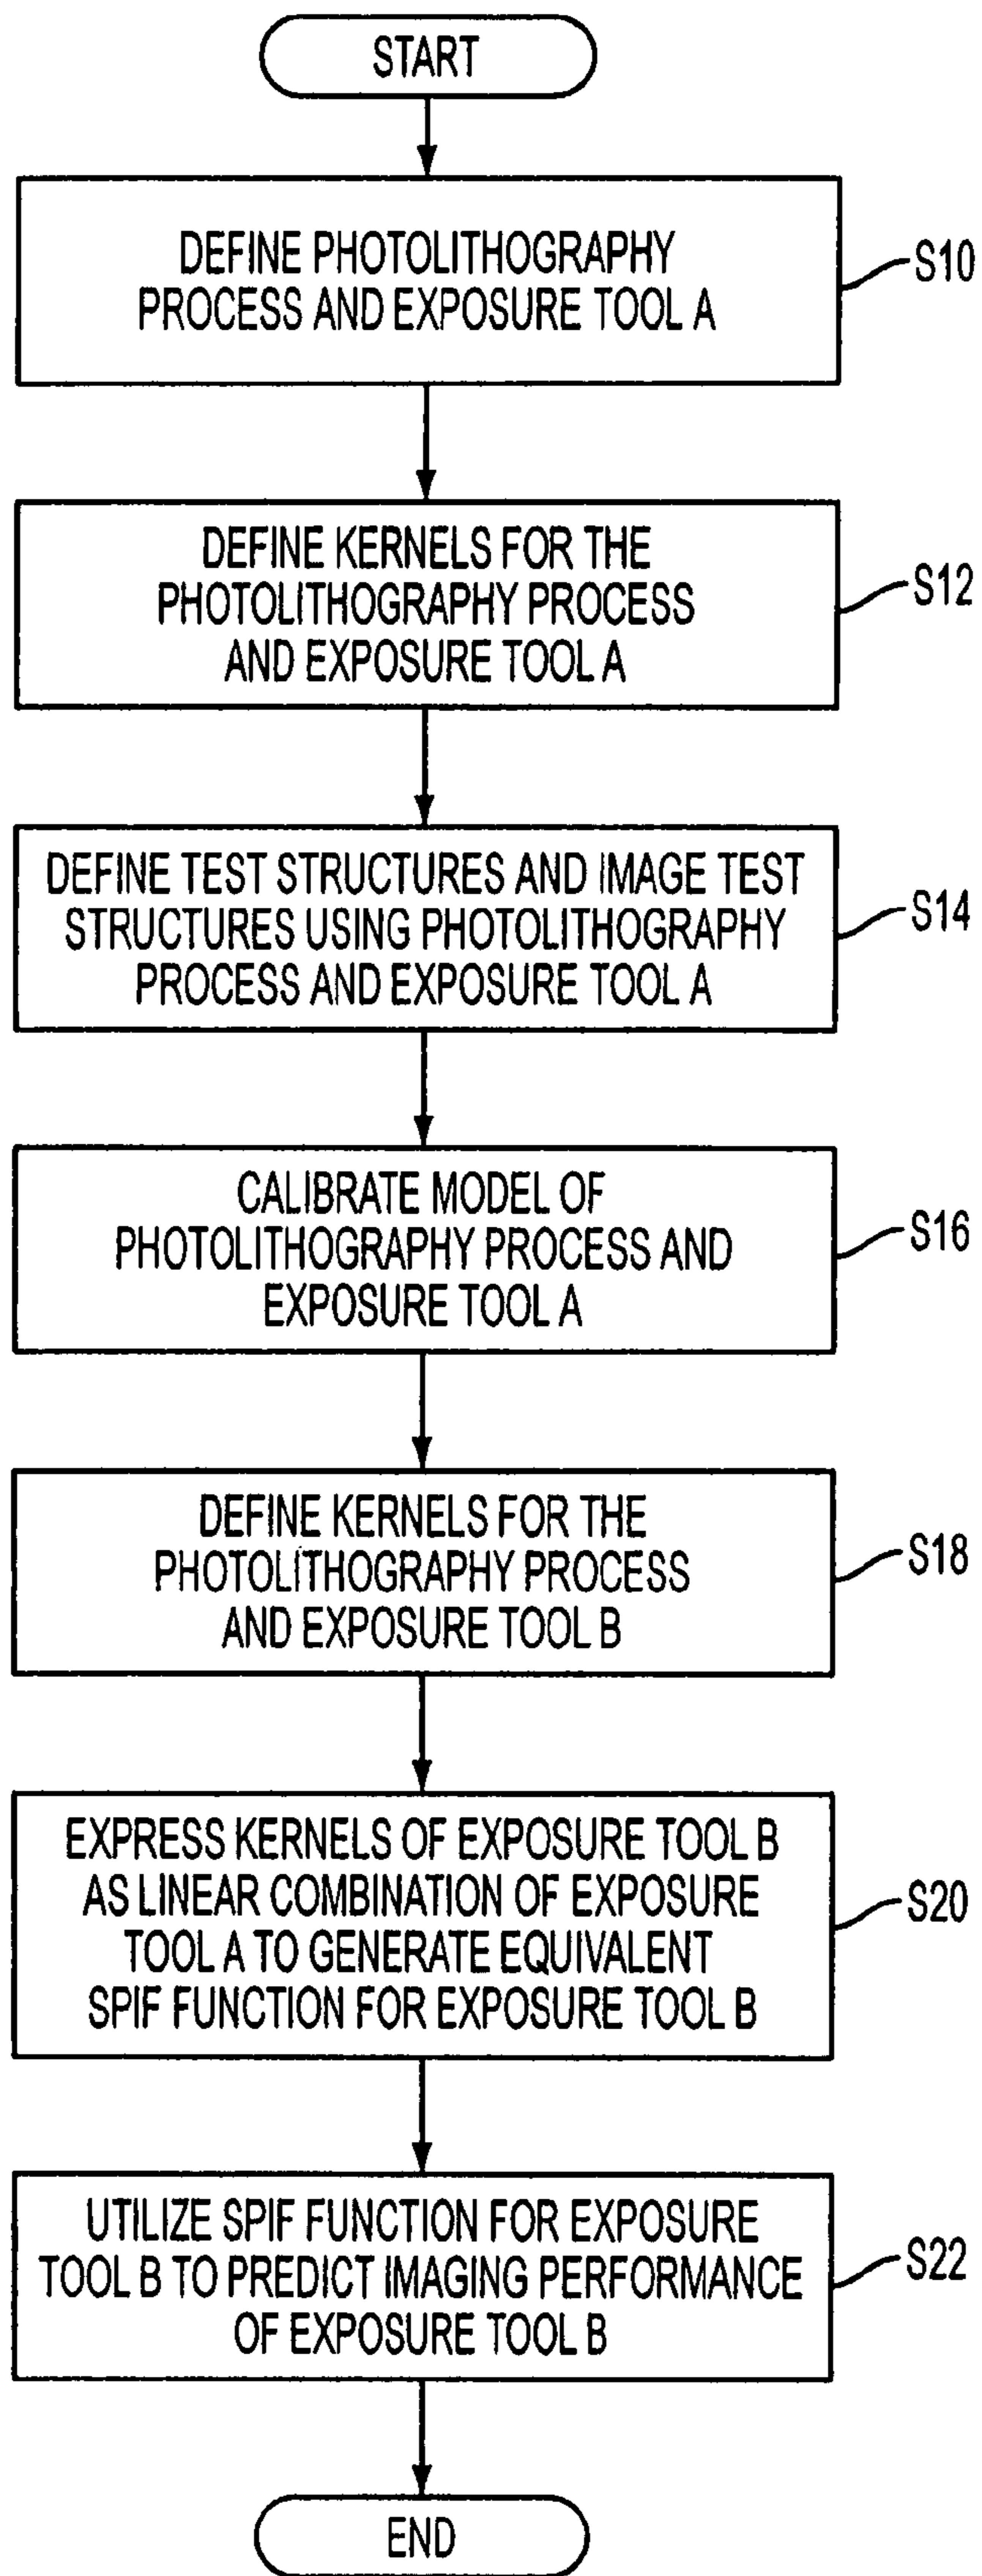 START
DEFINE PHOTOLITHOGRAPHY
PROCESS AND EXPOSURE TOOL A
S10
DEFINE KERNELS FOR THE
PHOTOLITHOGRAPHY PROCESS
AND EXPOSURE TOOL A
S12
DEFINE TEST STRUCTURES AND IMAGE TEST
STRUCTURES USING PHOTOLITHOGRAPHY
PROCESS AND EXPOSURE TOOL A
S14
CALIBRATE MODEL OF
PHOTOLITHOGRAPHY PROCESS AND
EXPOSURE TOOL A
S16
DEFINE KERNELS FOR THE
PHOTOLITHOGRAPHY PROCESS
AND EXPOSURE TOOL B
S18
EXPRESS KERNELS OF EXPOSURE TOOL B
AS LINEAR COMBINATION OF EXPOSURE
TOOL A TO GENERATE EQUIVALENT
SPIF FUNCTION FOR EXPOSURE TOOL B
S20
UTILIZE SPIF FUNCTION FOR EXPOSURE
TOOL B TO PREDICT IMAGING PERFORMANCE
OF EXPOSURE TOOL B
S22
END